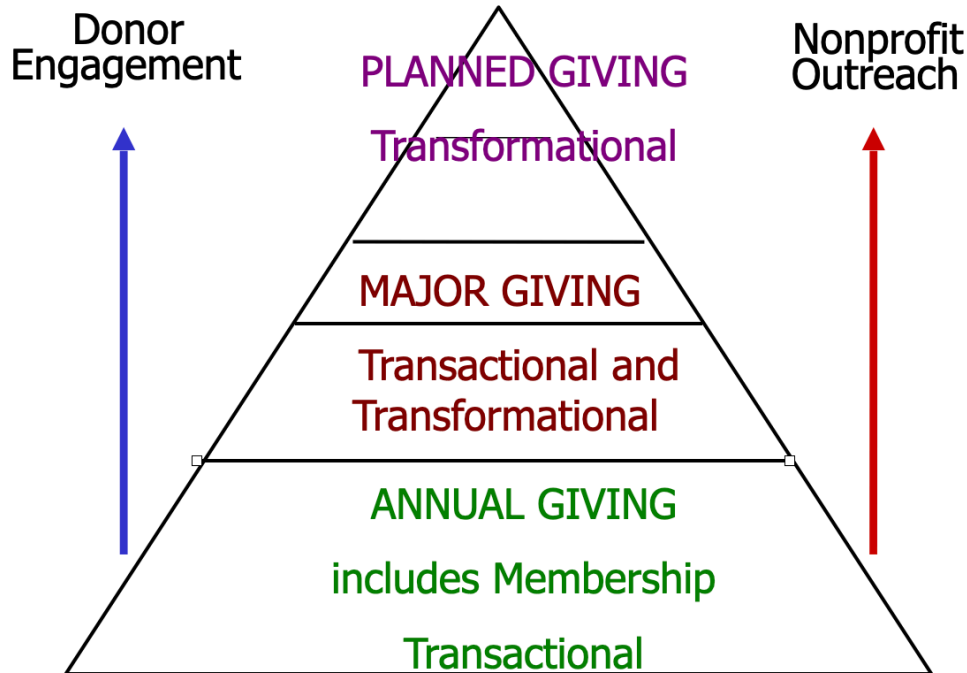 Donor
Engagement
Nonprofit
Outreach
PLANNED GIVING
Transformational
MAJOR GIVING
Transactional and
Transformational
ANNUAL GIVING
includes Membership
Transactional